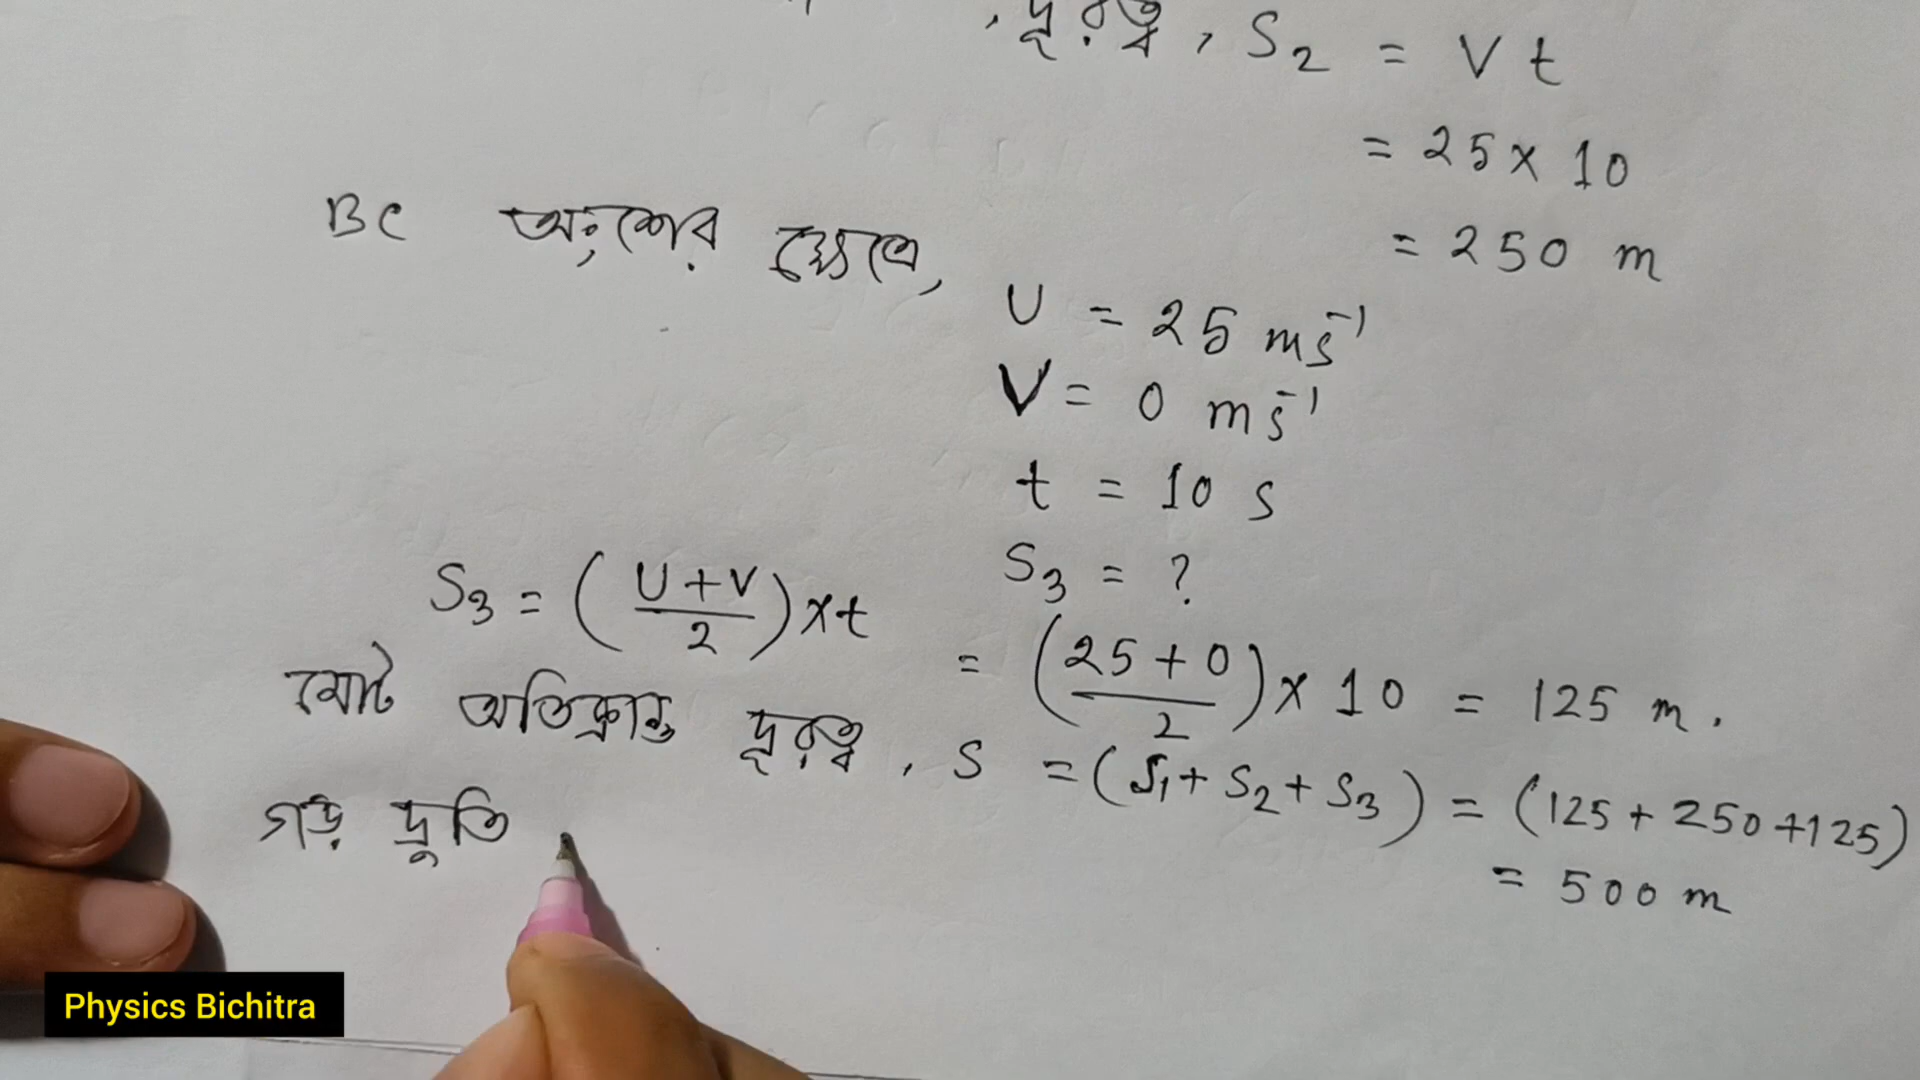 , দূরত্ব, S₂ = Vt
= 25 × 10
= 250 m
BC অংশের ক্ষেত্রে,
U = 25 ms⁻¹
V = 0 ms⁻¹
t = 10 s
S₃ = ?
S₃ = (U+V/2) × t
= (25+0/2) × 10 = 125 m.
মোট অতিক্রান্ত দূরত্ব, S = (S₁ + S₂ + S₃) = (125 + 250 + 125)
= 500 m
গড় দ্রুতি
Physics Bichitra